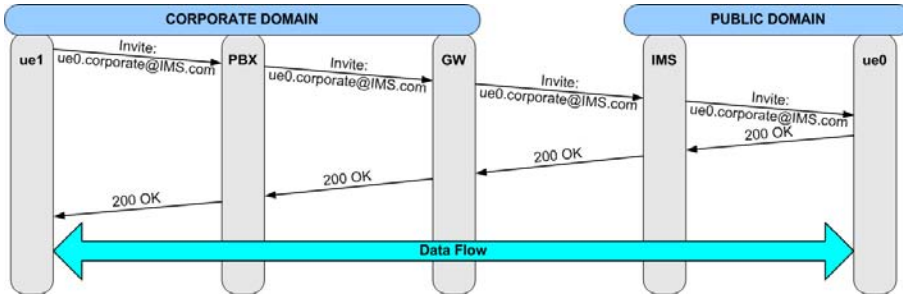 CORPORATE DOMAIN
PUBLIC DOMAIN
ue1
PBX
GW
IMS
ue0
Invite:
ue0.corporate@IMS.com
Invite:
ue0.corporate@IMS.com
Invite:
ue0.corporate@IMS.com
Invite:
ue0.corporate@IMS.com
200 OK
200 OK
200 OK
200 OK
Data Flow